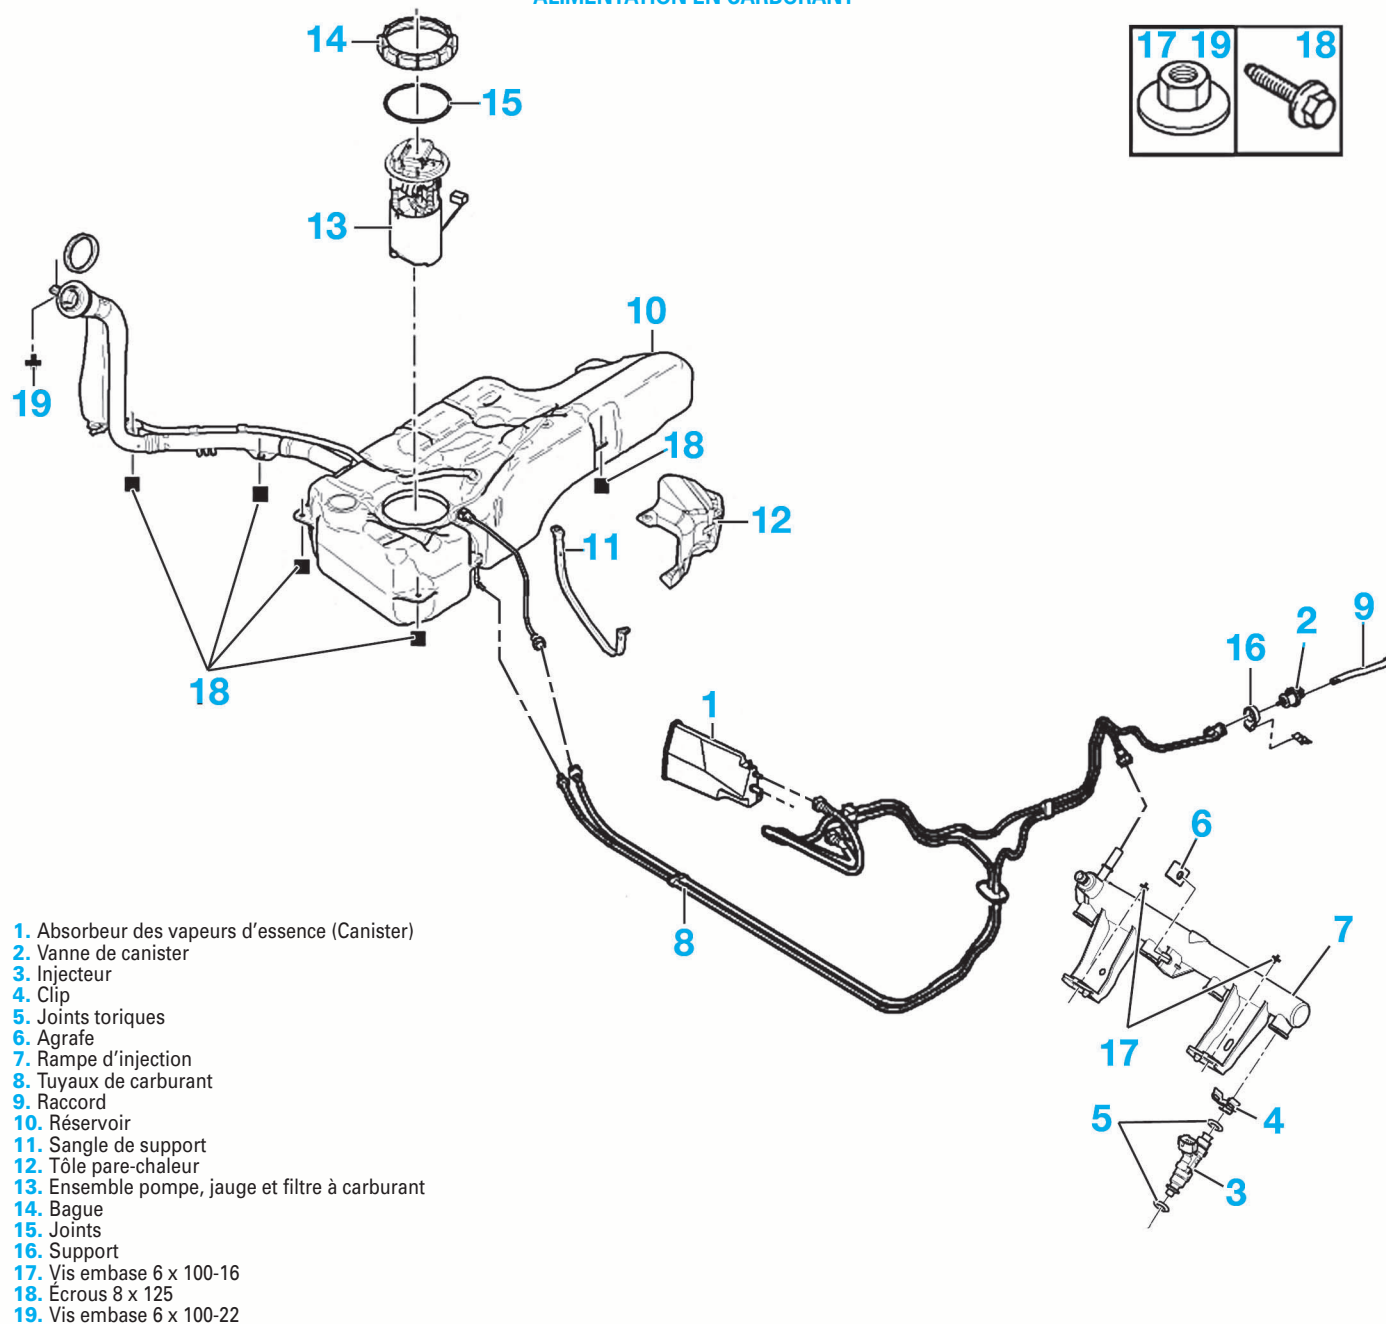 ALIMENTATION EN CARBURANT
14
15
13
17 19
18
10
19
18
12
11
18
9
2
16
1
6
7
8
17
5
4
3
1. Absorbeur des vapeurs d’essence (Canister)
2. Vanne de canister
3. Injecteur
4. Clip
5. Joints toriques
6. Agrafe
7. Rampe d’injection
8. Tuyaux de carburant
9. Raccord
10. Réservoir
11. Sangle de support
12. Tôle pare-chaleur
13. Ensemble pompe, jauge et filtre à carburant
14. Bague
15. Joints
16. Support
17. Vis embase 6 x 100-16
18. Écrous 8 x 125
19. Vis embase 6 x 100-22